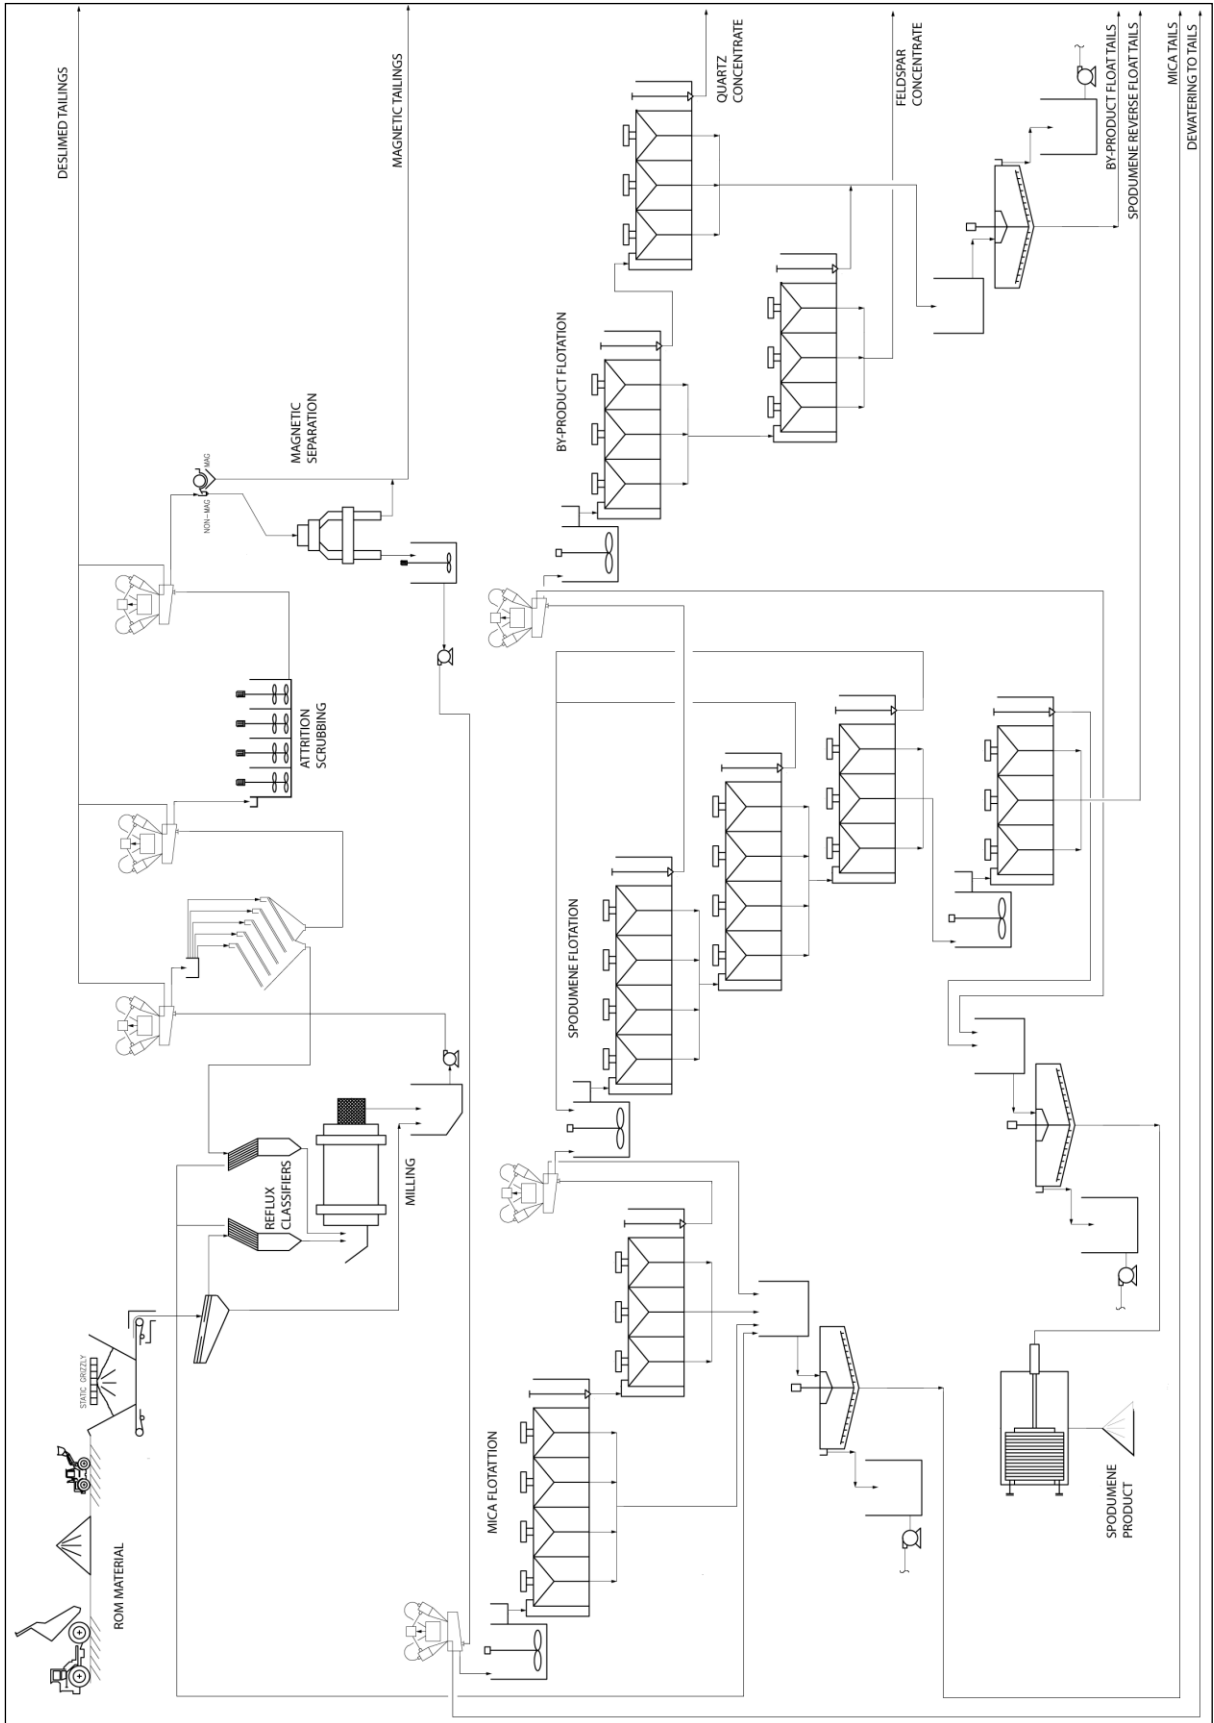 DESLIMED TAILINGS
MAGNETIC TAILINGS
QUARTZ
CONCENTRATE
FELDSPAR
CONCENTRATE
BY-PRODUCT FLOAT TAILS
SPODUMENE REVERSE FLOAT TAILS
MICA TAILS
DEWATERING TO TAILS
MAGNETIC
SEPARATION
NON-MAG
MAG
ATTRITION
SCRUBBING
BY-PRODUCT FLOTATION
SPODUMENE FLOTATION
REFLUX
CLASSIFIERS
MILLING
STATIC GRIZZLY
ROM MATERIAL
MICA FLOTATTION
SPODUMENE
PRODUCT